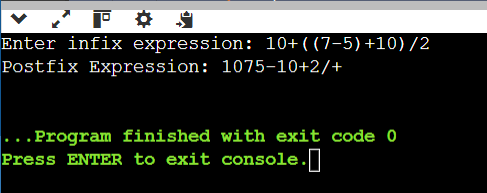 Enter infix expression: 10+((7-5)+10)/2
Postfix Expression: 1075-10+2/+
...Program finished with exit code 0
Press ENTER to exit console.